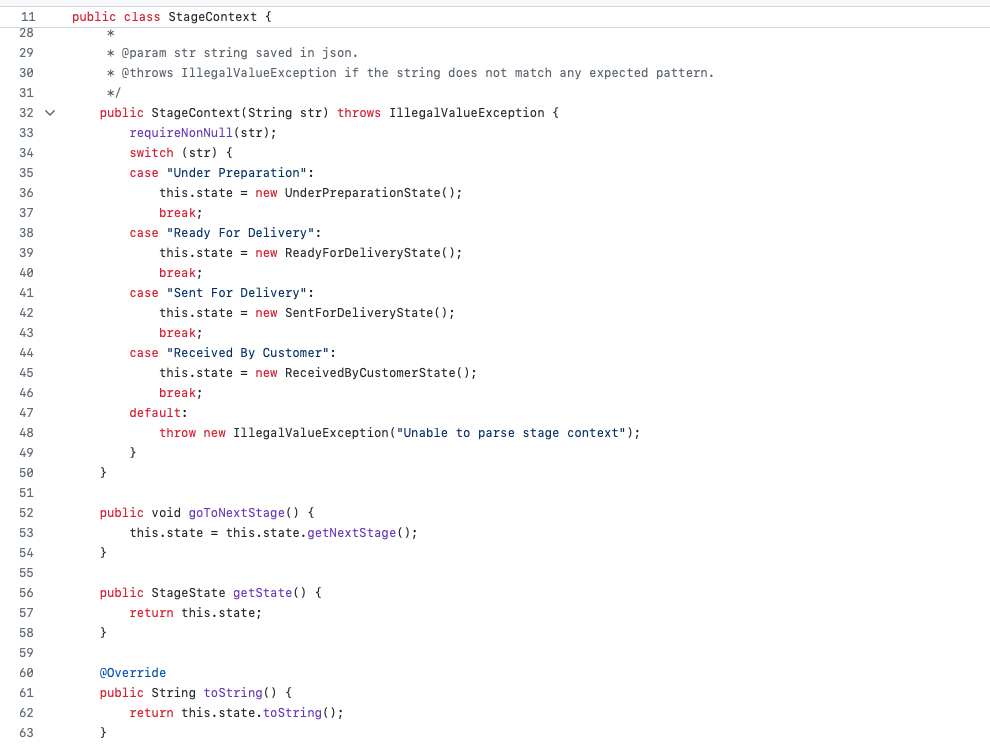 11 public class StageContext {
28 *
29 * @param str string saved in json.
30 * @throws IllegalValueException if the string does not match any expected pattern.
31 */
32 public StageContext(String str) throws IllegalValueException {
33 requireNonNull(str);
34 switch (str) {
35 case "Under Preparation":
36 this.state = new UnderPreparationState();
37 break;
38 case "Ready For Delivery":
39 this.state = new ReadyForDeliveryState();
40 break;
41 case "Sent For Delivery":
42 this.state = new SentForDeliveryState();
43 break;
44 case "Received By Customer":
45 this.state = new ReceivedByCustomerState();
46 break;
47 default:
48 throw new IllegalValueException("Unable to parse stage context");
49 }
50 }
51
52 public void goToNextStage() {
53 this.state = this.state.getNextStage();
54 }
55
56 public StageState getState() {
57 return this.state;
58 }
59
60 @Override
61 public String toString() {
62 return this.state.toString();
63 }